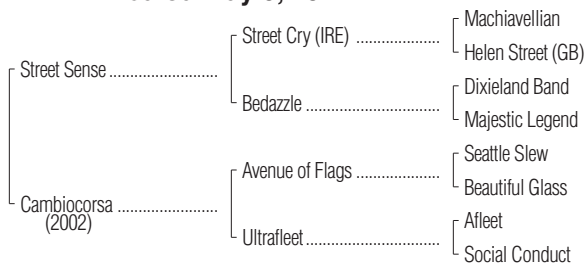 Machiavellian
Street Cry (IRE) ....................
Helen Street (GB)
Street Sense ..........................
Dixieland Band
Bedazzle ...............................
Majestic Legend
Seattle Slew
Avenue of Flags ....................
Beautiful Glass
Cambiocorsa ........................
(2002)
Afleet
Ultrafleet................................
Social Conduct